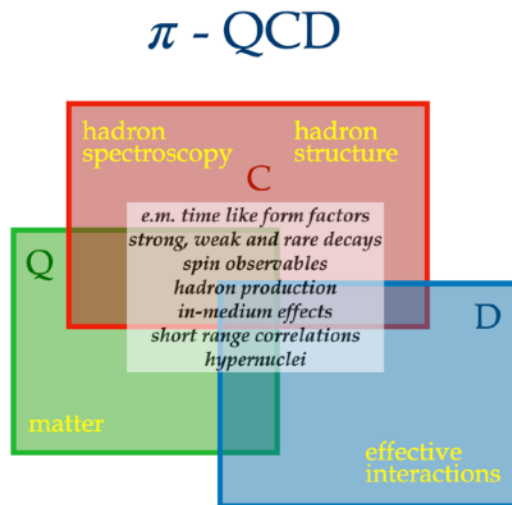 π - QCD
hadron
spectroscopy
hadron
structure
C
e.m. time like form factors
strong, weak and rare decays
spin observables
hadron production
in-medium effects
short range correlations
hypernuclei
Q
D
matter
effective
interactions